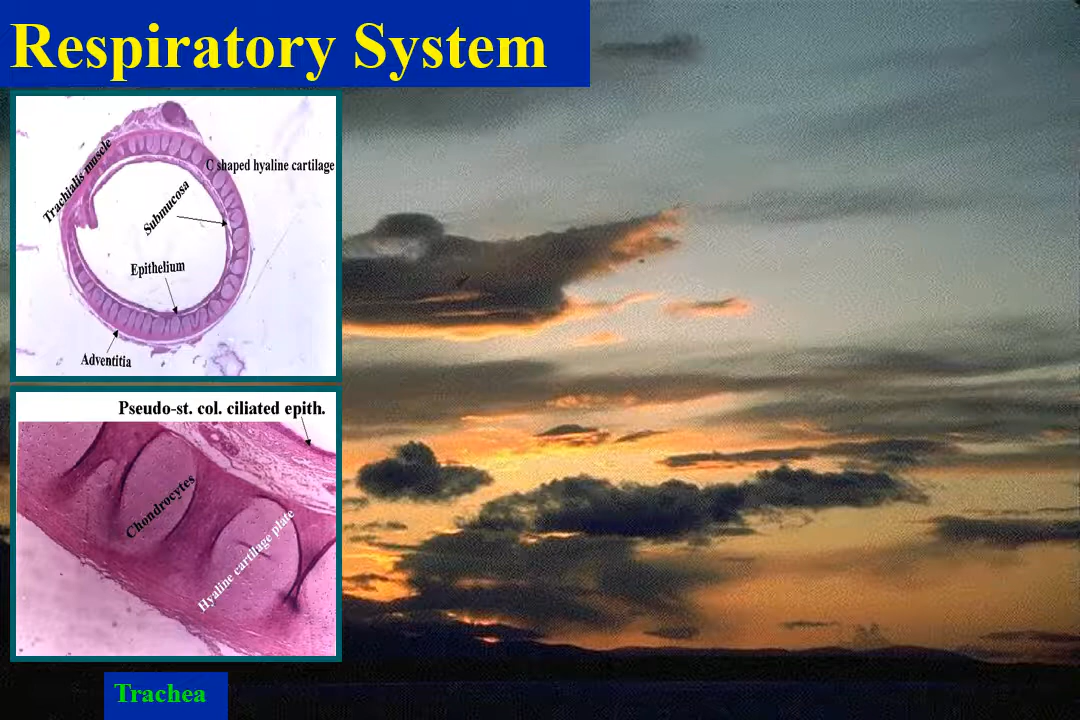 Respiratory System
Trachialis muscle
C shaped hyaline cartilage
Submucosa
Epithelium
Adventitia
Pseudo-st. col. ciliated epith.
Chondrocytes
Hyaline cartilage plate
Trachea